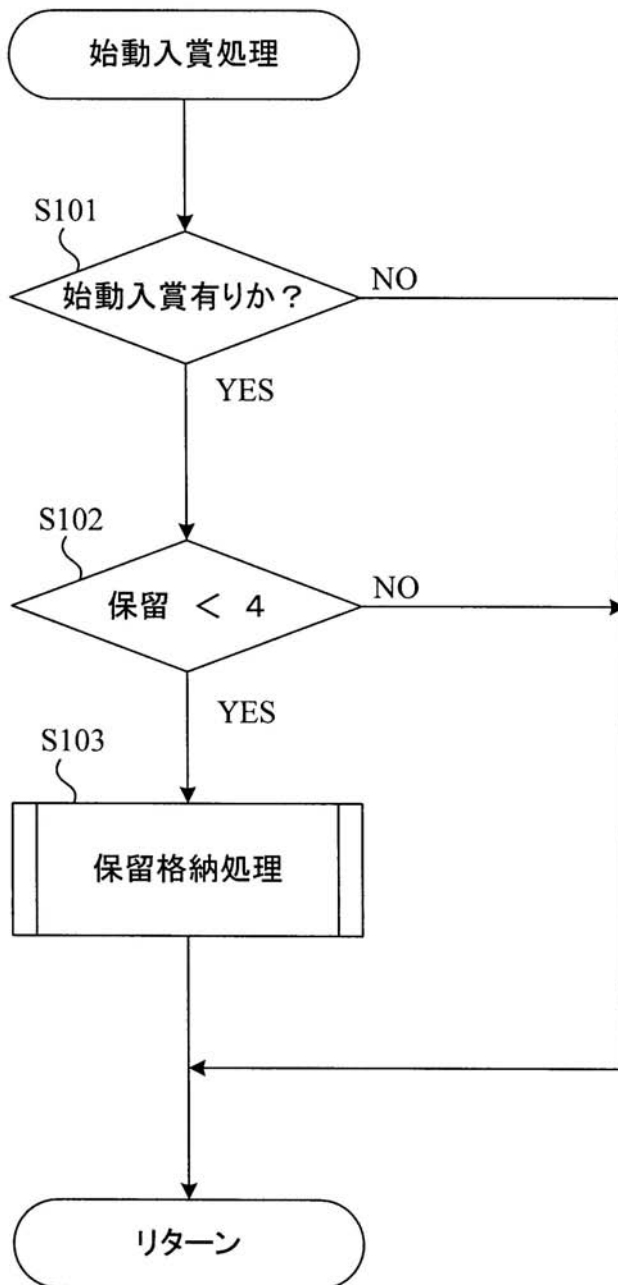 始動入賞処理
S101
始動入賞有りか？
NO
YES
S102
保留 ＜ 4
NO
YES
S103
保留格納処理
リターン